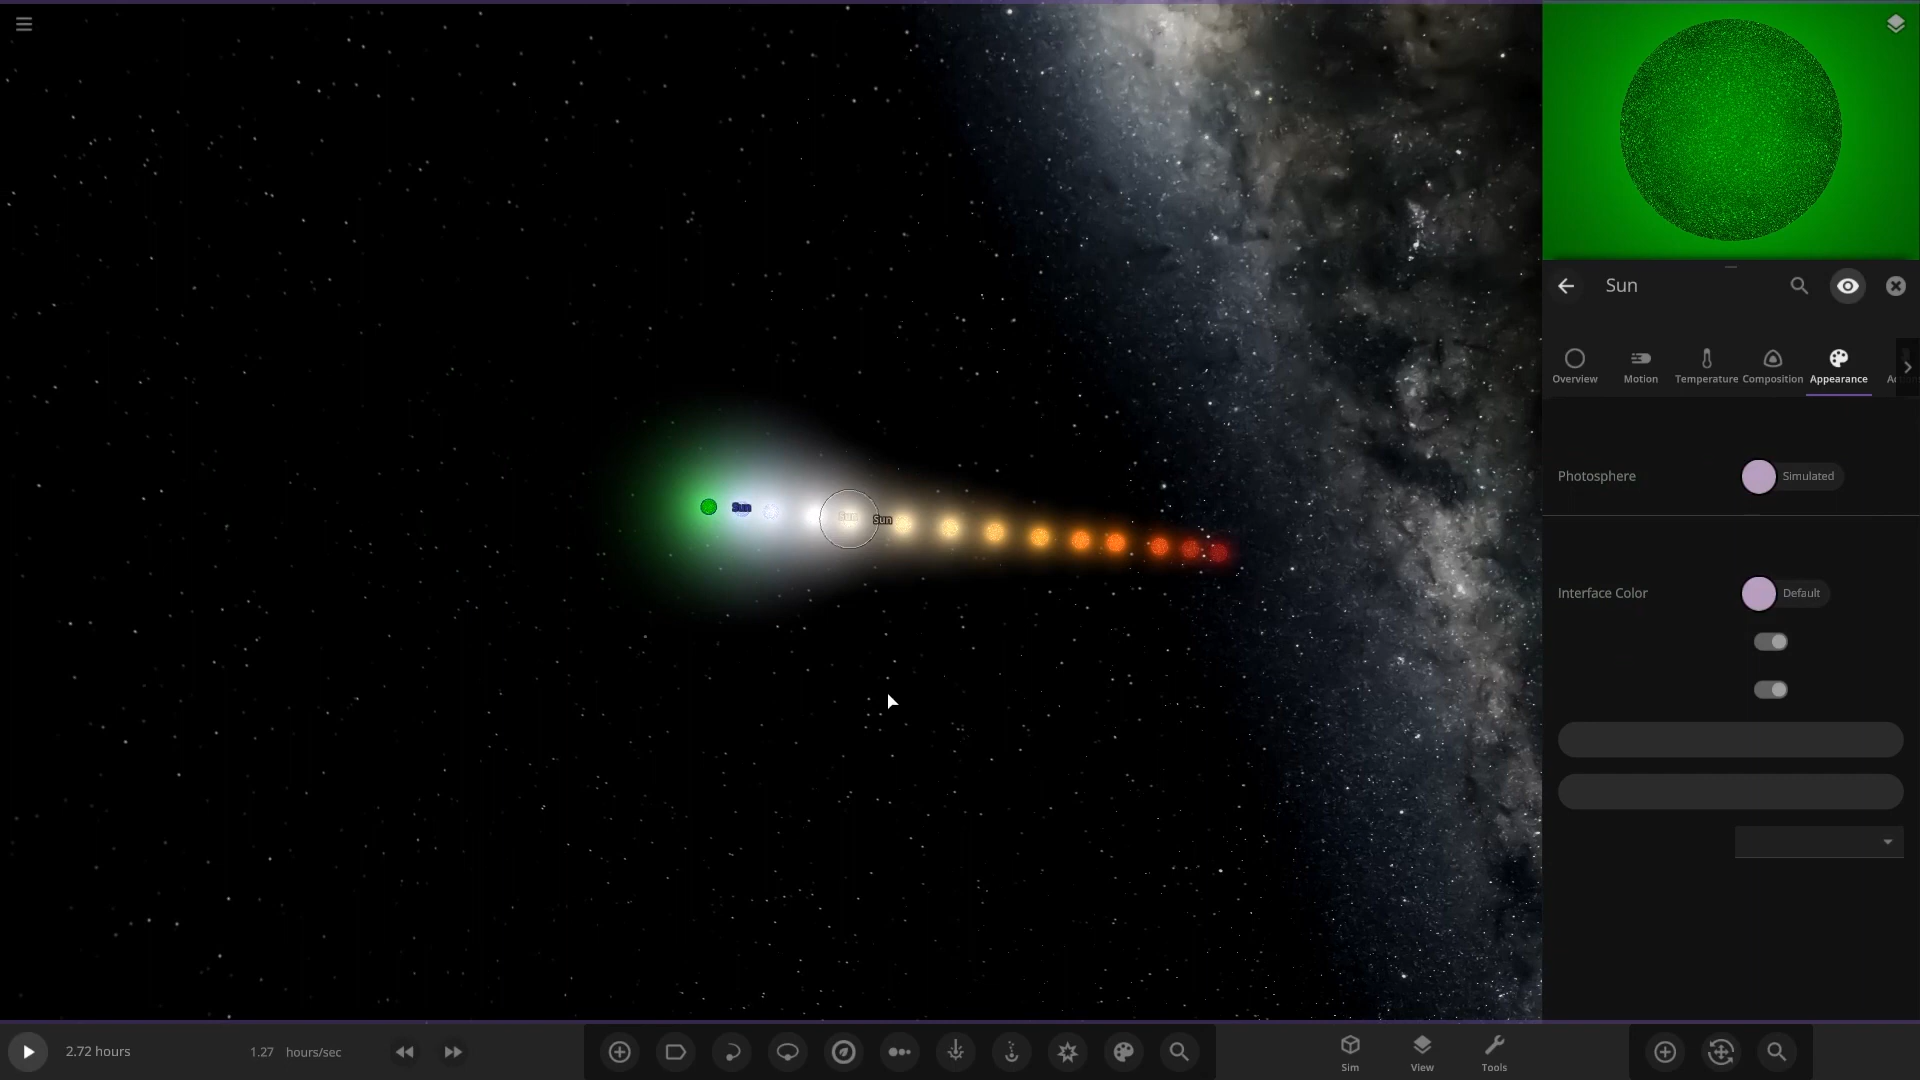 Sun
Overview Motion Temperature Composition Appearance
Photosphere Simulated
Sun Sun Sun
Interface Color Default
2.72 hours 1.27 hours/sec Sim View Tools